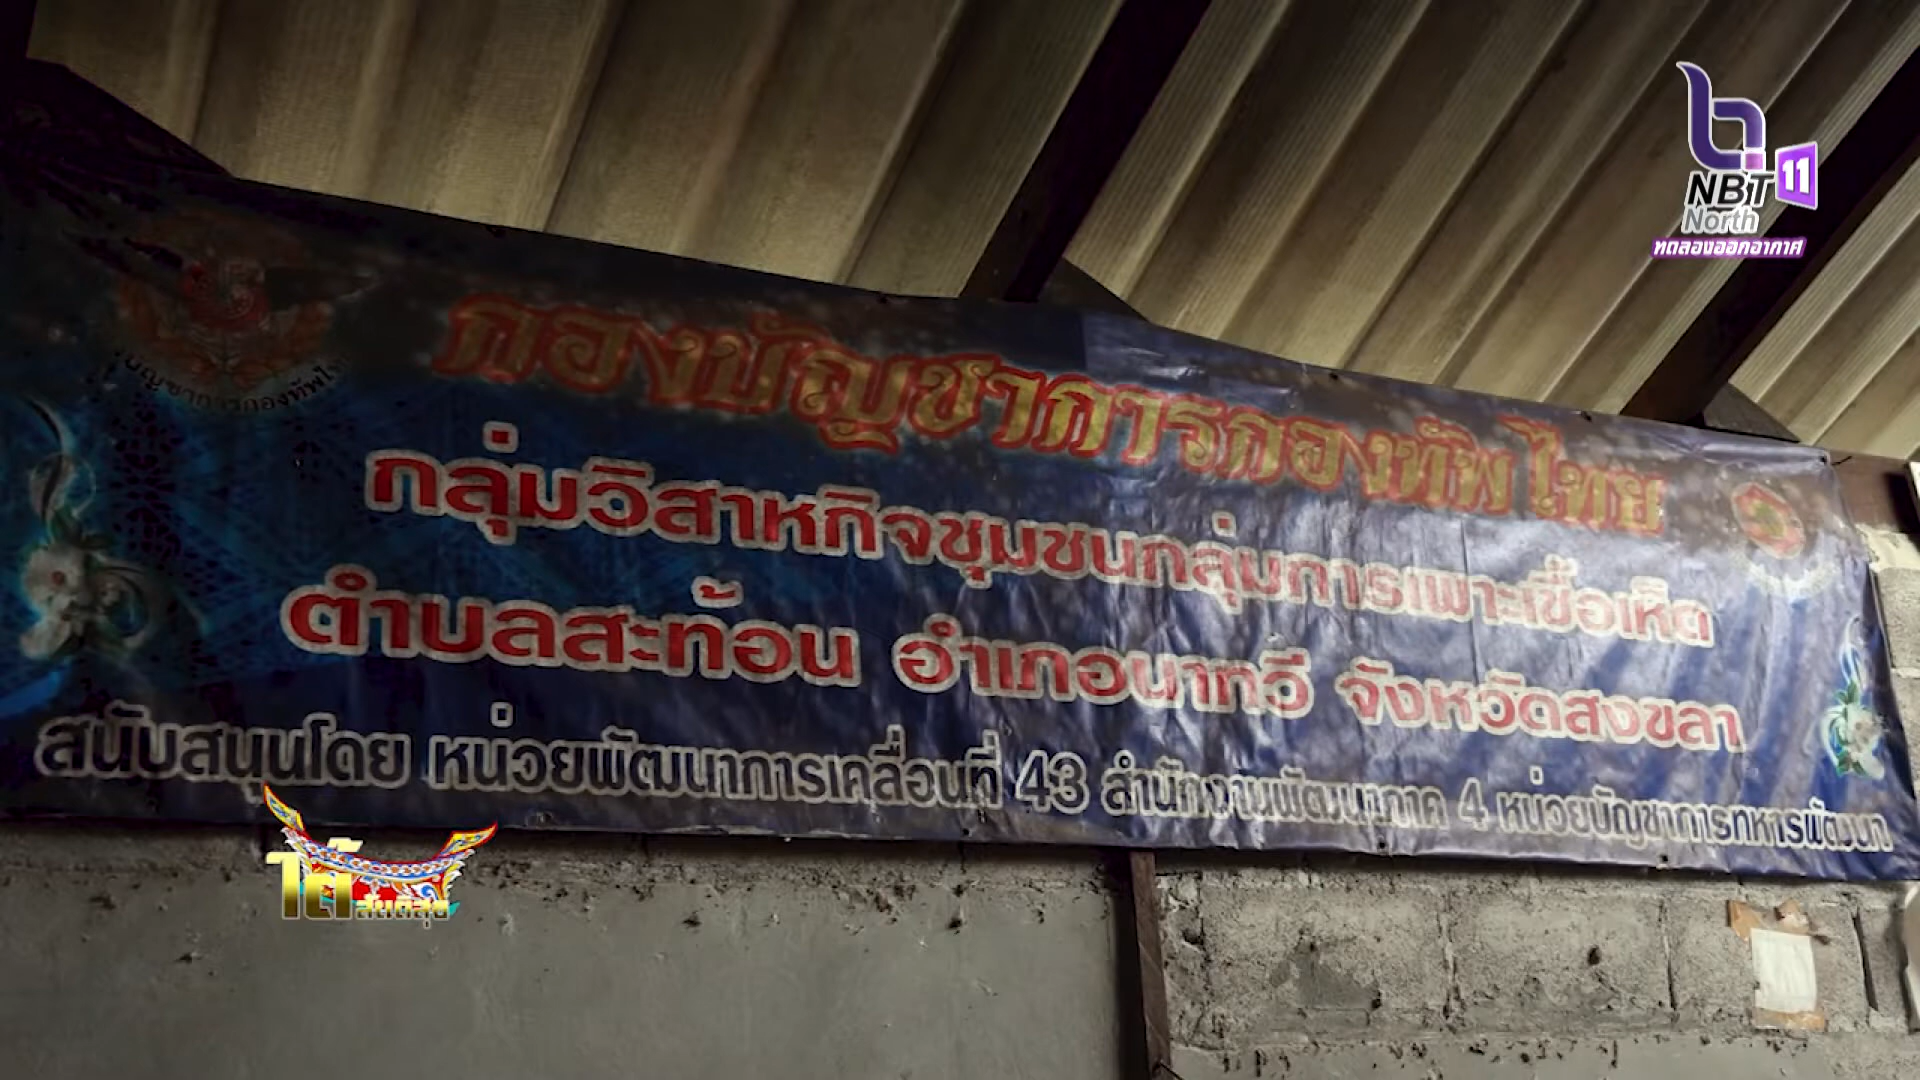 NBT 11
North
ทดลองออกอากาศ
กองบัญชาการกองทัพไทย
กลุ่มวิสาหกิจชุมชนกลุ่มการเพาะเชื้อเห็ด
ตำบลสะท้อน อำเภอนาทวี จังหวัดสงขลา
สนับสนุนโดย หน่วยพัฒนาการเคลื่อนที่ 43 สำนักงานพัฒนาภาค 4 หน่วยบัญชาการทหารพัฒนา
ใต้
สันติสุข